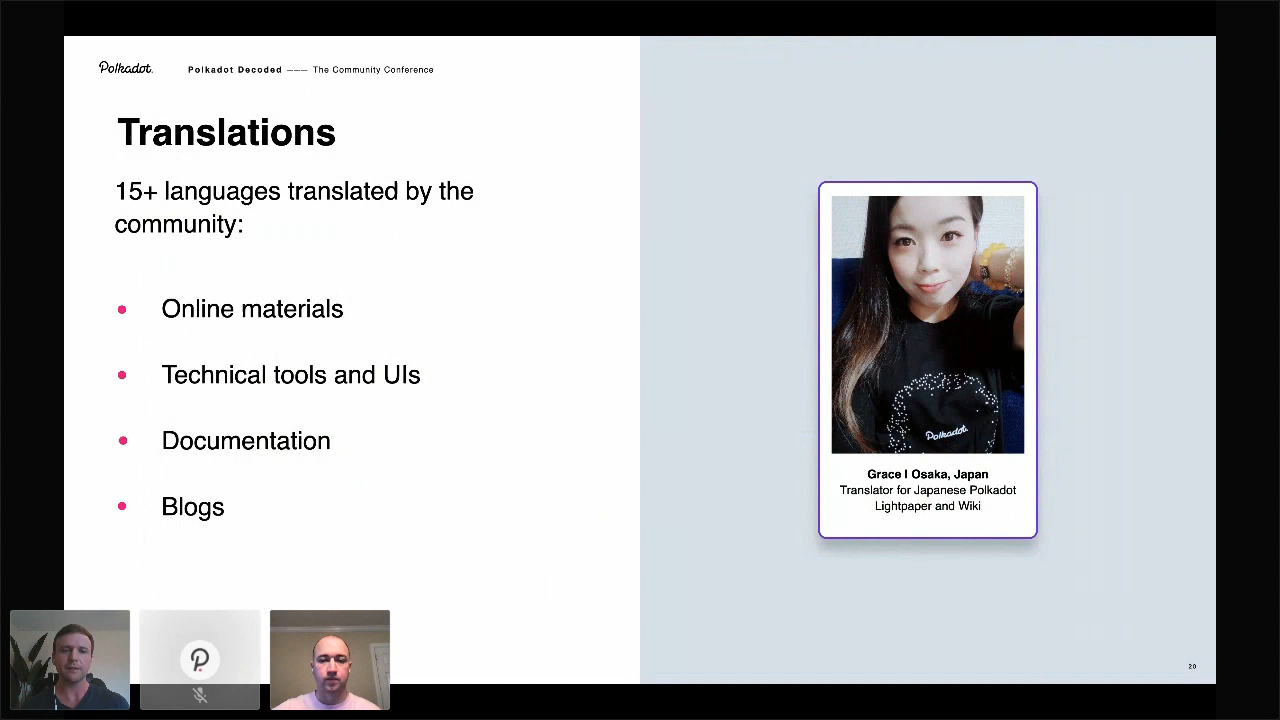 Polkadot.
Polkadot Decoded ——— The Community Conference
Translations
15+ languages translated by the
community:
Online materials
Technical tools and UIs
Documentation
Blogs
Polkadot.
Grace | Osaka, Japan
Translator for Japanese Polkadot
Lightpaper and Wiki
20